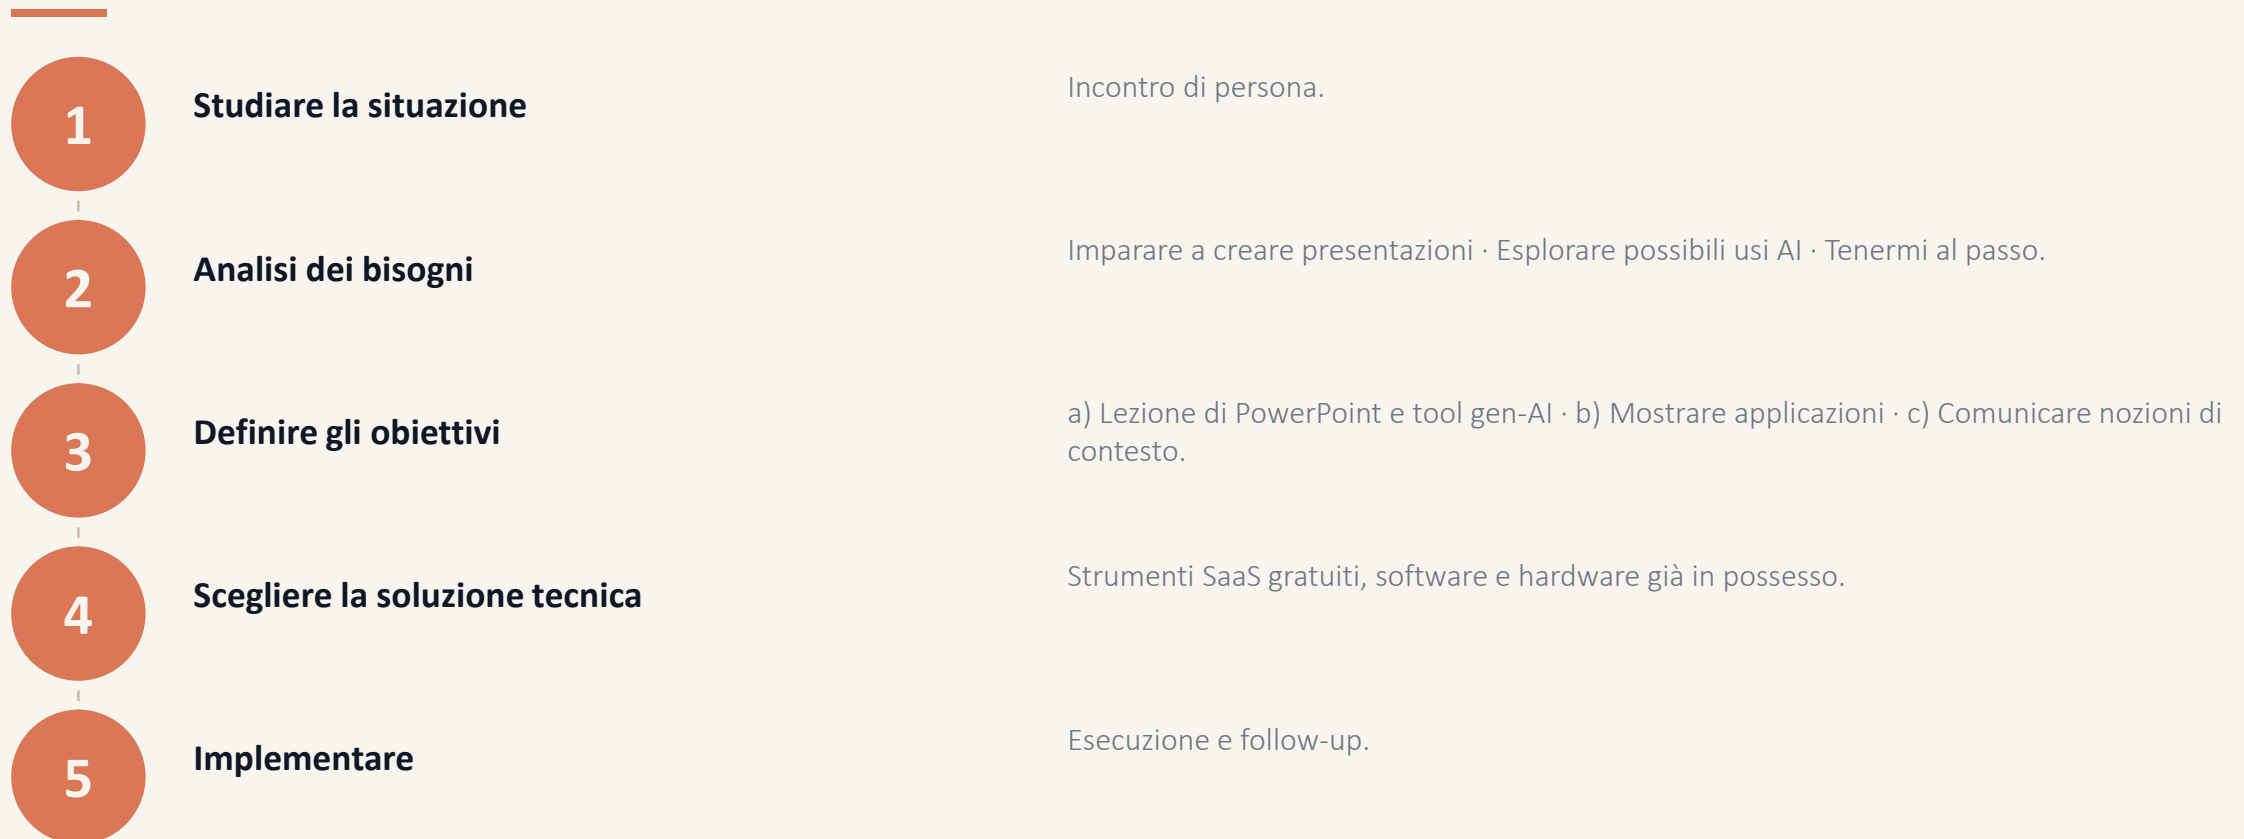 1
Studiare la situazione
Incontro di persona.
2
Analisi dei bisogni
Imparare a creare presentazioni · Esplorare possibili usi AI · Tenermi al passo.
3
Definire gli obiettivi
a) Lezione di PowerPoint e tool gen-AI · b) Mostrare applicazioni · c) Comunicare nozioni di
contesto.
4
Scegliere la soluzione tecnica
Strumenti SaaS gratuiti, software e hardware già in possesso.
5
Implementare
Esecuzione e follow-up.